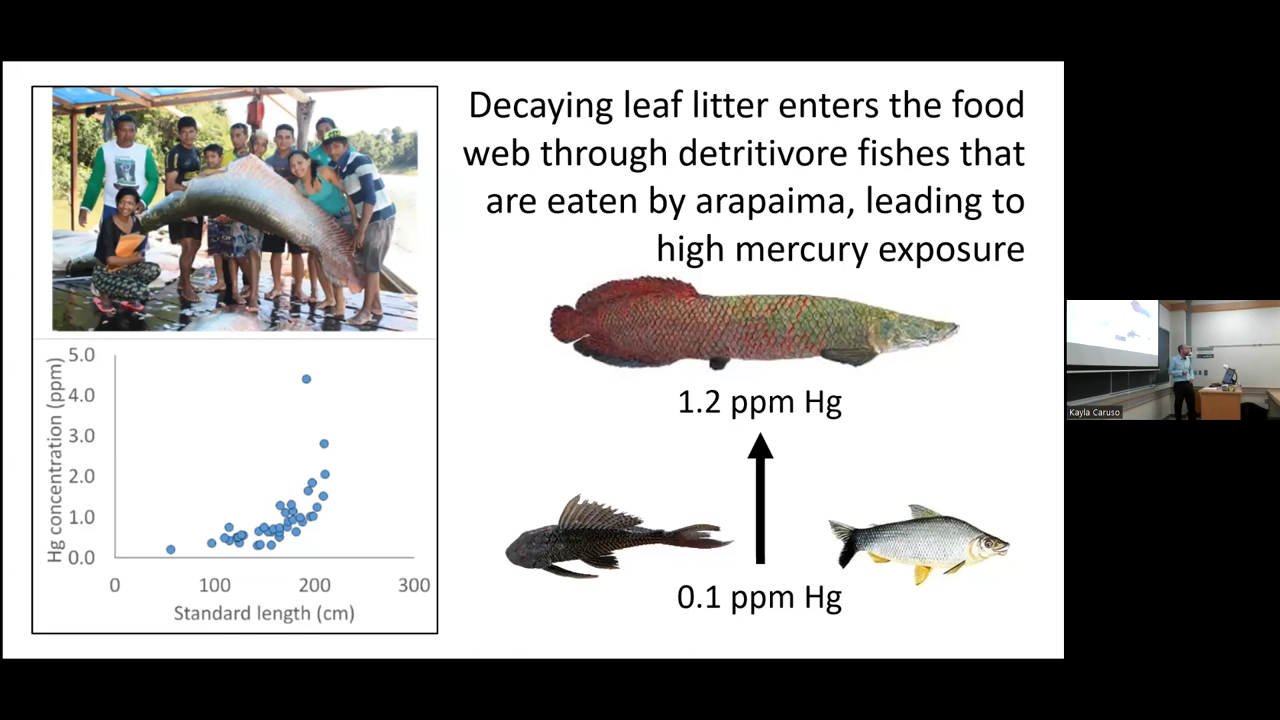 Decaying leaf litter enters the food
web through detritivore fishes that
are eaten by arapaima, leading to
high mercury exposure
1.2 ppm Hg
0.1 ppm Hg
Hg concentration (ppm)
5.0
4.0
3.0
2.0
1.0
0.0
0 100 200 300
Standard length (cm)
Kayla Caruso